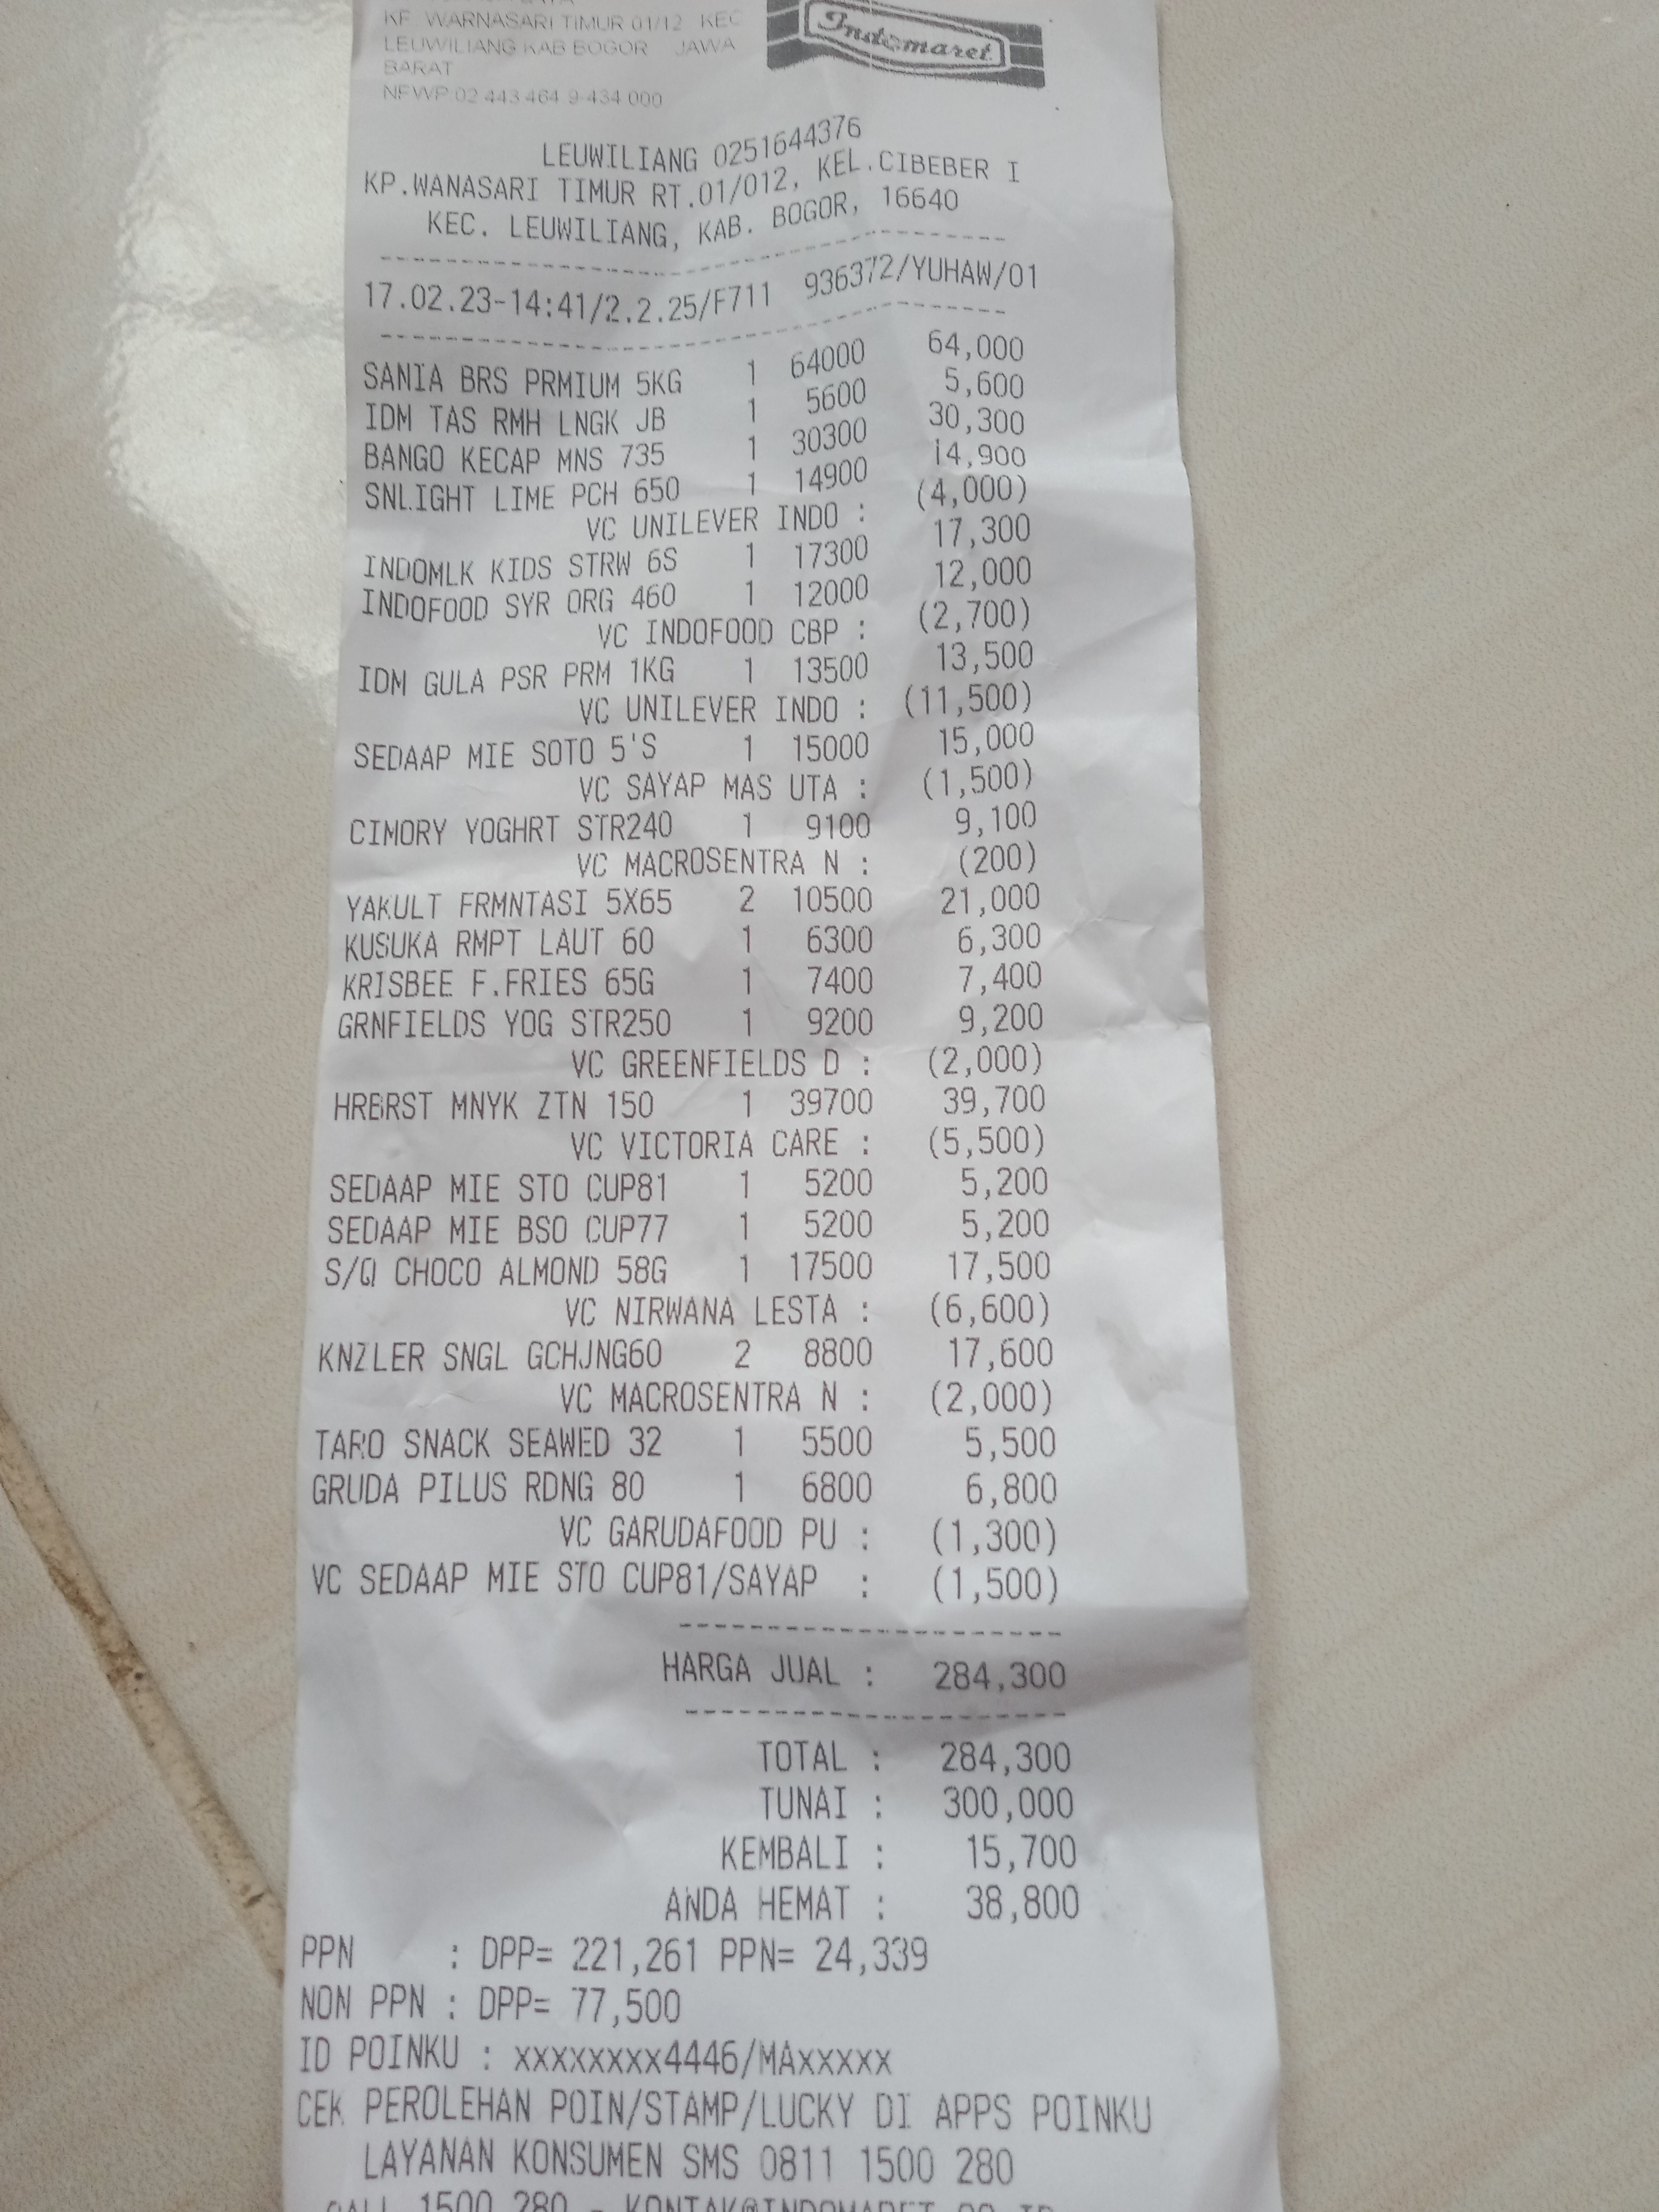 KP. WARNASARI TIMUR 01/12 KEC
LEUWILIANG KAB BOGOR JAWA
BARAT
NPWP:02.443.464.9-434.000
Indomaret
LEUWILIANG 0251644376
KP.WANASARI TIMUR RT.01/012, KEL.CIBEBER I
KEC. LEUWILIANG, KAB. BOGOR, 16640
17.02.23-14:41/2.2.25/F711 936372/YUHAW/01
SANIA BRS PRMIUM 5KG 1 64000 64,000
IDM TAS RMH LNGK JB 1 5600 5,600
BANGO KECAP MNS 735 1 30300 30,300
SNLIGHT LIME PCH 650 1 14900 14,900
VC UNILEVER INDO : (4,000)
INDOMLK KIDS STRW 6S 1 17300 17,300
INDOFOOD SYR ORG 460 1 12000 12,000
VC INDOFOOD CBP : (2,700)
IDM GULA PSR PRM 1KG 1 13500 13,500
VC UNILEVER INDO : (11,500)
SEDAAP MIE SOTO 5'S 1 15000 15,000
VC SAYAP MAS UTA : (1,500)
CIMORY YOGHRT STR240 1 9100 9,100
VC MACROSENTRA N : (200)
YAKULT FRMNTASI 5X65 2 10500 21,000
KUSUKA RMPT LAUT 60 1 6300 6,300
KRISBEE F.FRIES 65G 1 7400 7,400
GRNFIELDS YOG STR250 1 9200 9,200
VC GREENFIELDS D : (2,000)
HRBRST MNYK ZTN 150 1 39700 39,700
VC VICTORIA CARE : (5,500)
SEDAAP MIE STO CUP81 1 5200 5,200
SEDAAP MIE BSO CUP77 1 5200 5,200
S/Q CHOCO ALMOND 58G 1 17500 17,500
VC NIRWANA LESTA : (6,600)
KNZLER SNGL GCHJNG60 2 8800 17,600
VC MACROSENTRA N : (2,000)
TARO SNACK SEAWED 32 1 5500 5,500
GRUDA PILUS RDNG 80 1 6800 6,800
VC GARUDAFOOD PU : (1,300)
VC SEDAAP MIE STO CUP81/SAYAP : (1,500)
HARGA JUAL : 284,300
TOTAL : 284,300
TUNAI : 300,000
KEMBALI : 15,700
ANDA HEMAT : 38,800
PPN : DPP= 221,261 PPN= 24,339
NON PPN : DPP= 77,500
ID POINKU : xxxxxxxx4446/MAxxxxx
CEK PEROLEHAN POIN/STAMP/LUCKY DI APPS POINKU
LAYANAN KONSUMEN SMS 0811 1500 280
CALL 1500 280 - KONTAK@INDOMARET.CO.ID